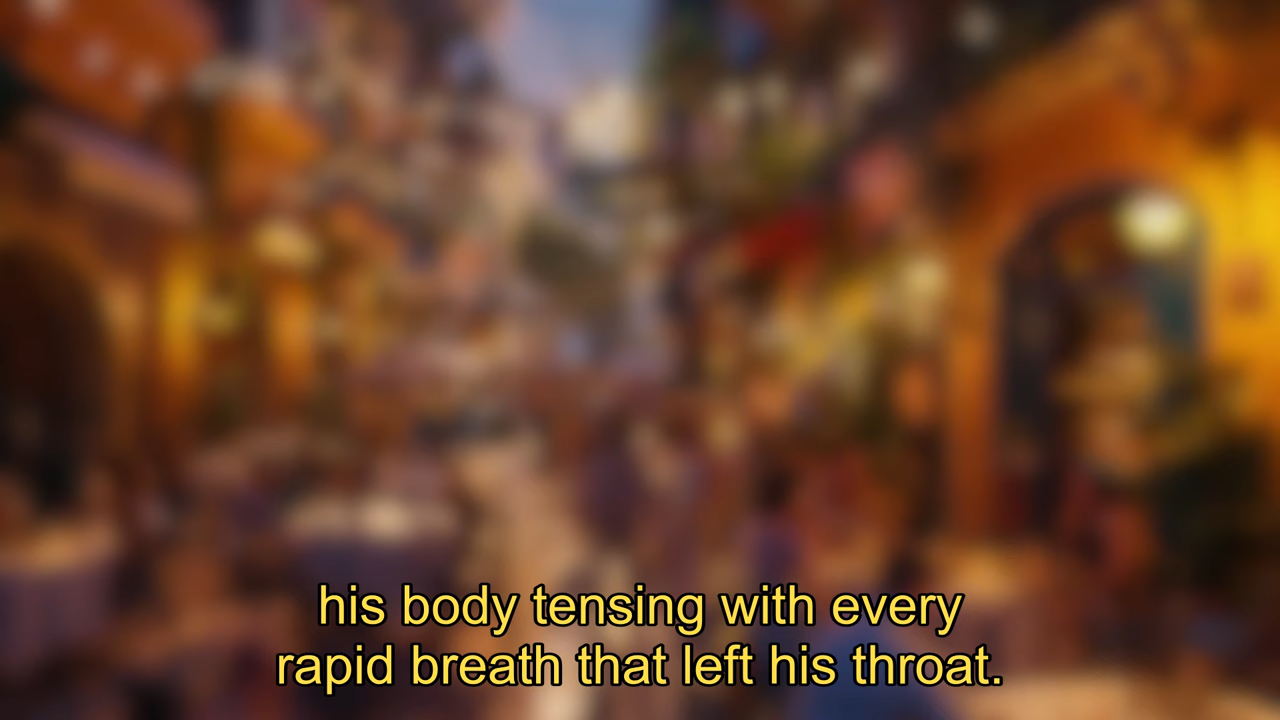 his body tensing with every
rapid breath that left his throat.